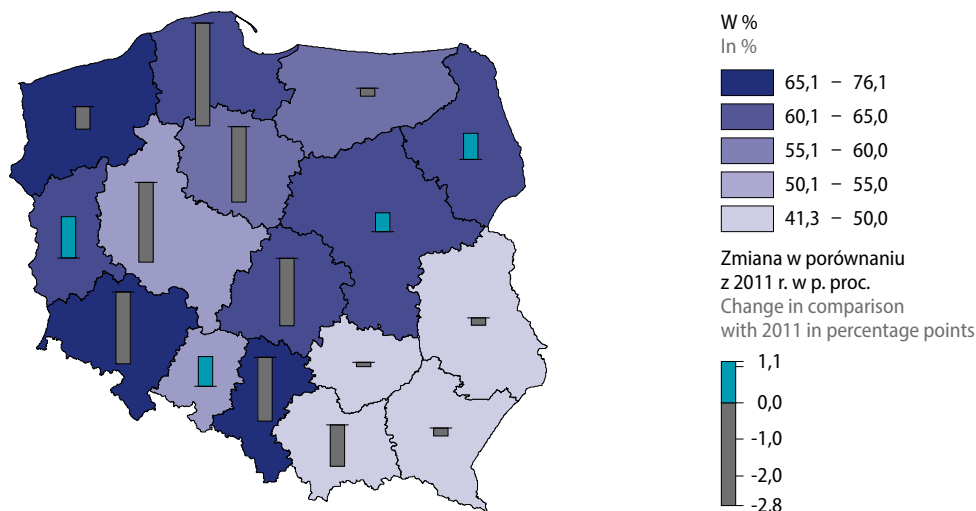 W %
In %
65,1 – 76,1
60,1 – 65,0
55,1 – 60,0
50,1 – 55,0
41,3 – 50,0
Zmiana w porównaniu
z 2011 r. w p. proc.
Change in comparison
with 2011 in percentage points
1,1
0,0
-1,0
-2,0
-2,8